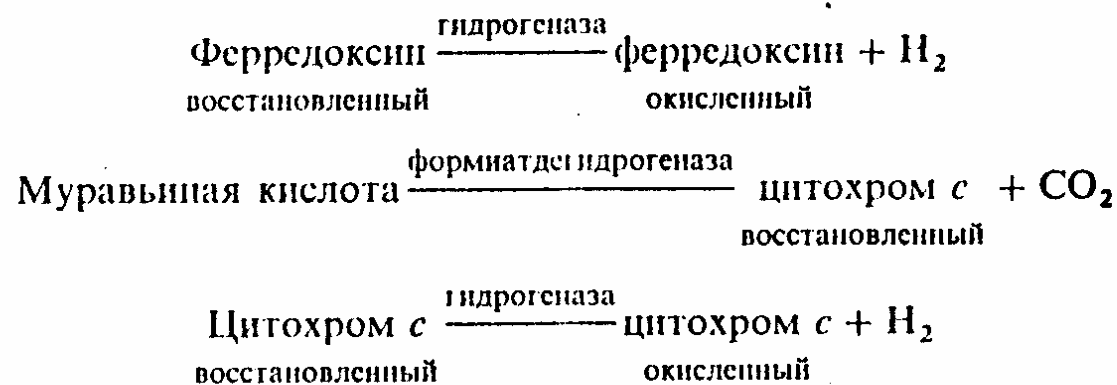 гидрогеназа
Ферредоксин ферредоксин + H₂
восстановленный окисленный
формиатдегидрогеназа
Муравьиная кислота цитохром c + CO₂
восстановленный
гидрогеназа
Цитохром c цитохром c + H₂
восстановленный окисленный